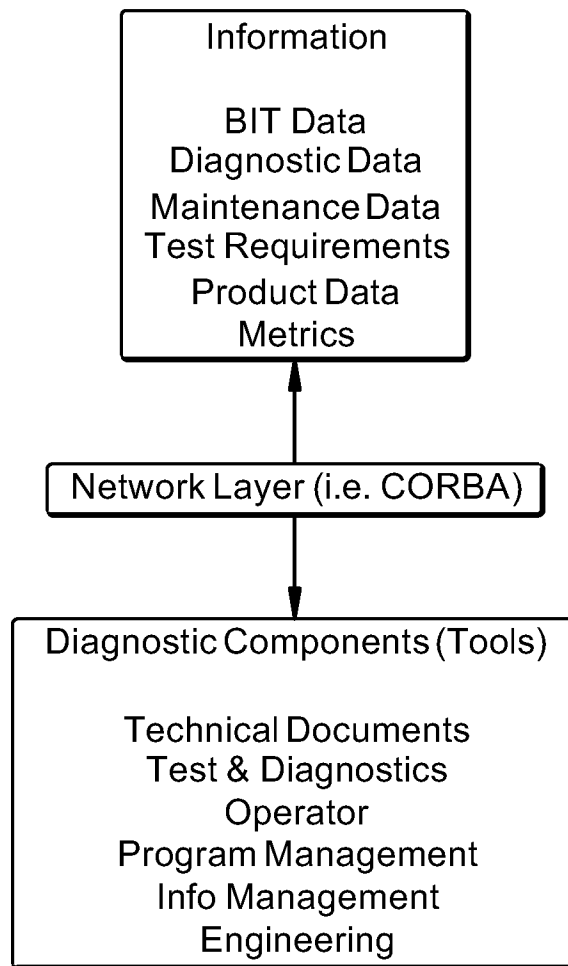 Information
BIT Data
Diagnostic Data
Maintenance Data
Test Requirements
Product Data
Metrics
Network Layer (i.e. CORBA)
Diagnostic Components (Tools)
Technical Documents
Test & Diagnostics
Operator
Program Management
Info Management
Engineering